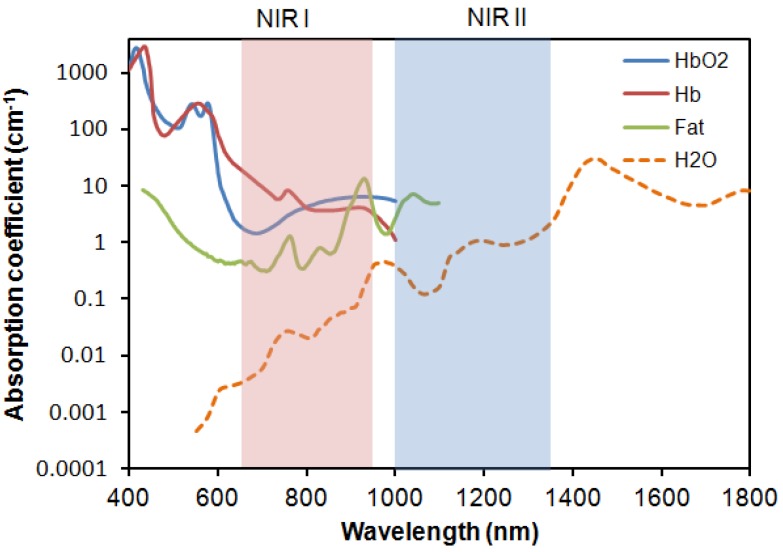 NIR I
NIR II
Absorption coefficient (cm-1)
1000
100
10
1
0.1
0.01
0.001
0.0001
HbO2
Hb
Fat
H2O
400 600 800 1000 1200 1400 1600 1800
Wavelength (nm)